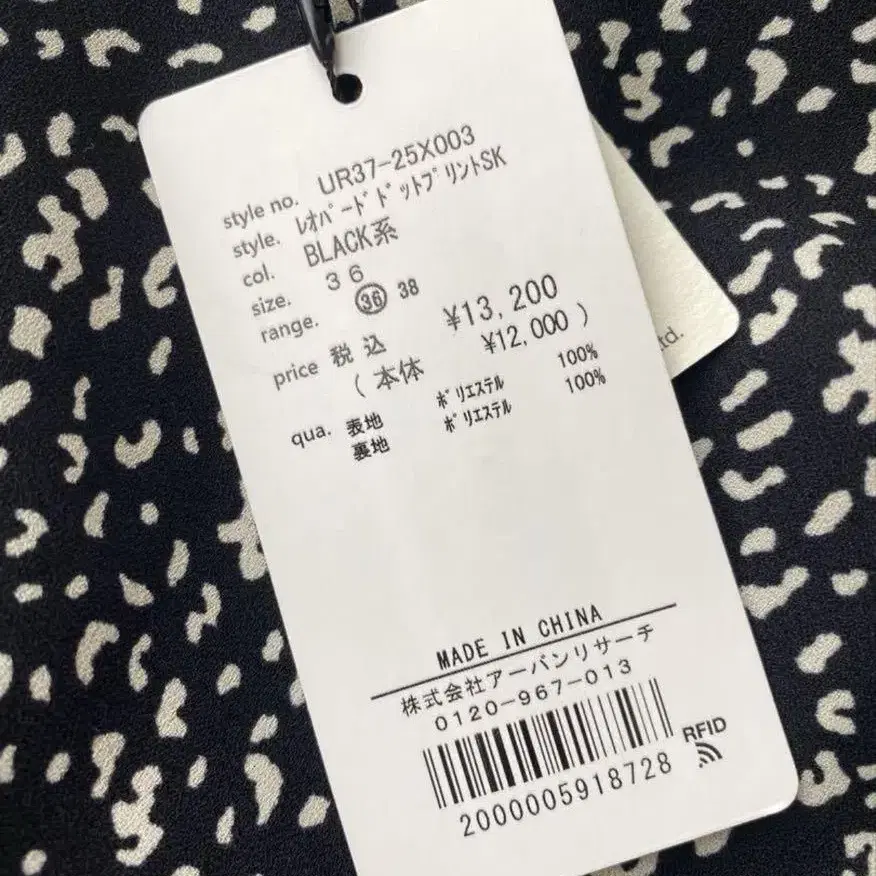 style no. UR37-25X003
style. ﾚｵﾊﾟｰﾄﾞﾄﾞｯﾄﾌﾟﾘﾝﾄSK
col. BLACK系
size. 36
range. ㊱ 38
price 税込 ¥13,200
( 本体 ¥12,000 )
qua. 表地 ﾎﾟﾘｴｽﾃﾙ 100%
裏地 ﾎﾟﾘｴｽﾃﾙ 100%
td.
MADE IN CHINA
株式会社アーバンリサーチ
0120-967-013
RFID
2000005918728